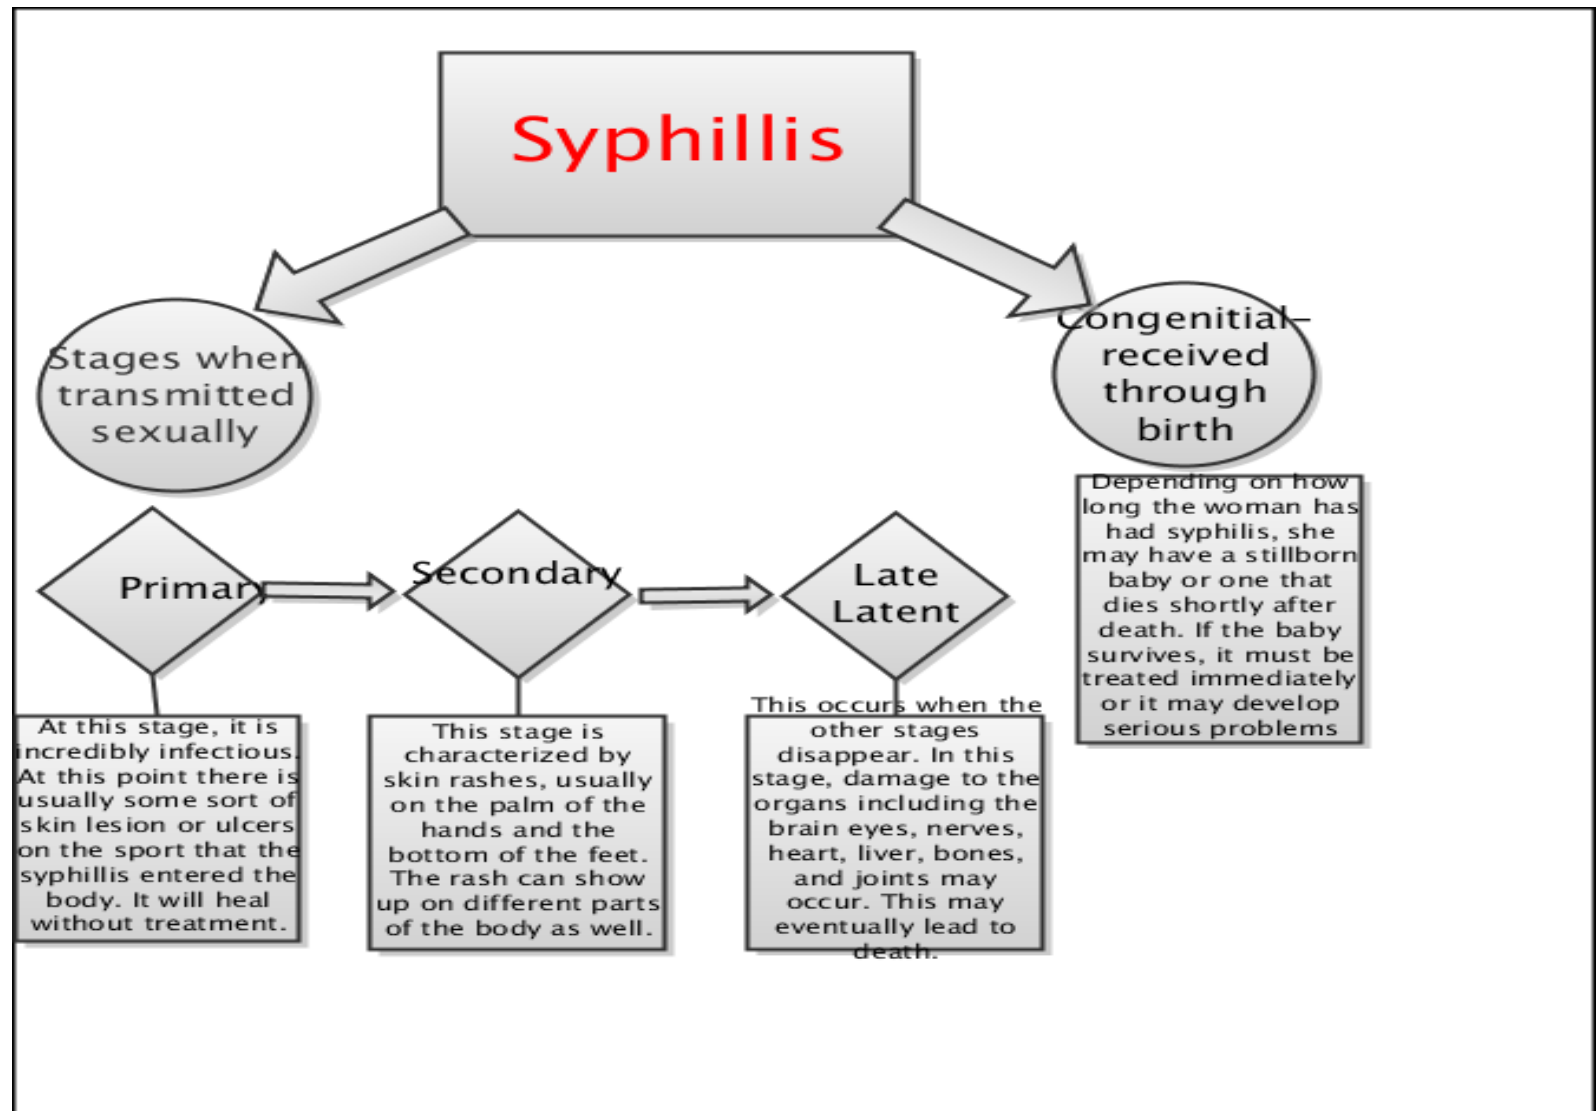 Syphillis
Stages when
transmitted
sexually
Congenitial-
received
through
birth
Primary
Secondary
Late
Latent
At this stage, it is
incredibly infectious.
At this point there is
usually some sort of
skin lesion or ulcers
on the sport that the
syphillis entered the
body. It will heal
without treatment.
This stage is
characterized by
skin rashes, usually
on the palm of the
hands and the
bottom of the feet.
The rash can show
up on different parts
of the body as well.
This occurs when the
other stages
disappear. In this
stage, damage to the
organs including the
brain eyes, nerves,
heart, liver, bones,
and joints may
occur. This may
eventually lead to
death.
Depending on how
long the woman has
had syphilis, she
may have a stillborn
baby or one that
dies shortly after
death. If the baby
survives, it must be
treated immediately
or it may develop
serious problems